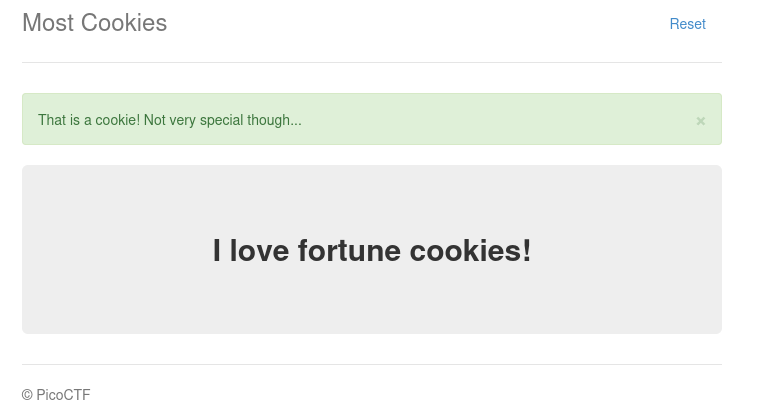 Most Cookies
Reset
That is a cookie! Not very special though...
×
I love fortune cookies!
© PicoCTF